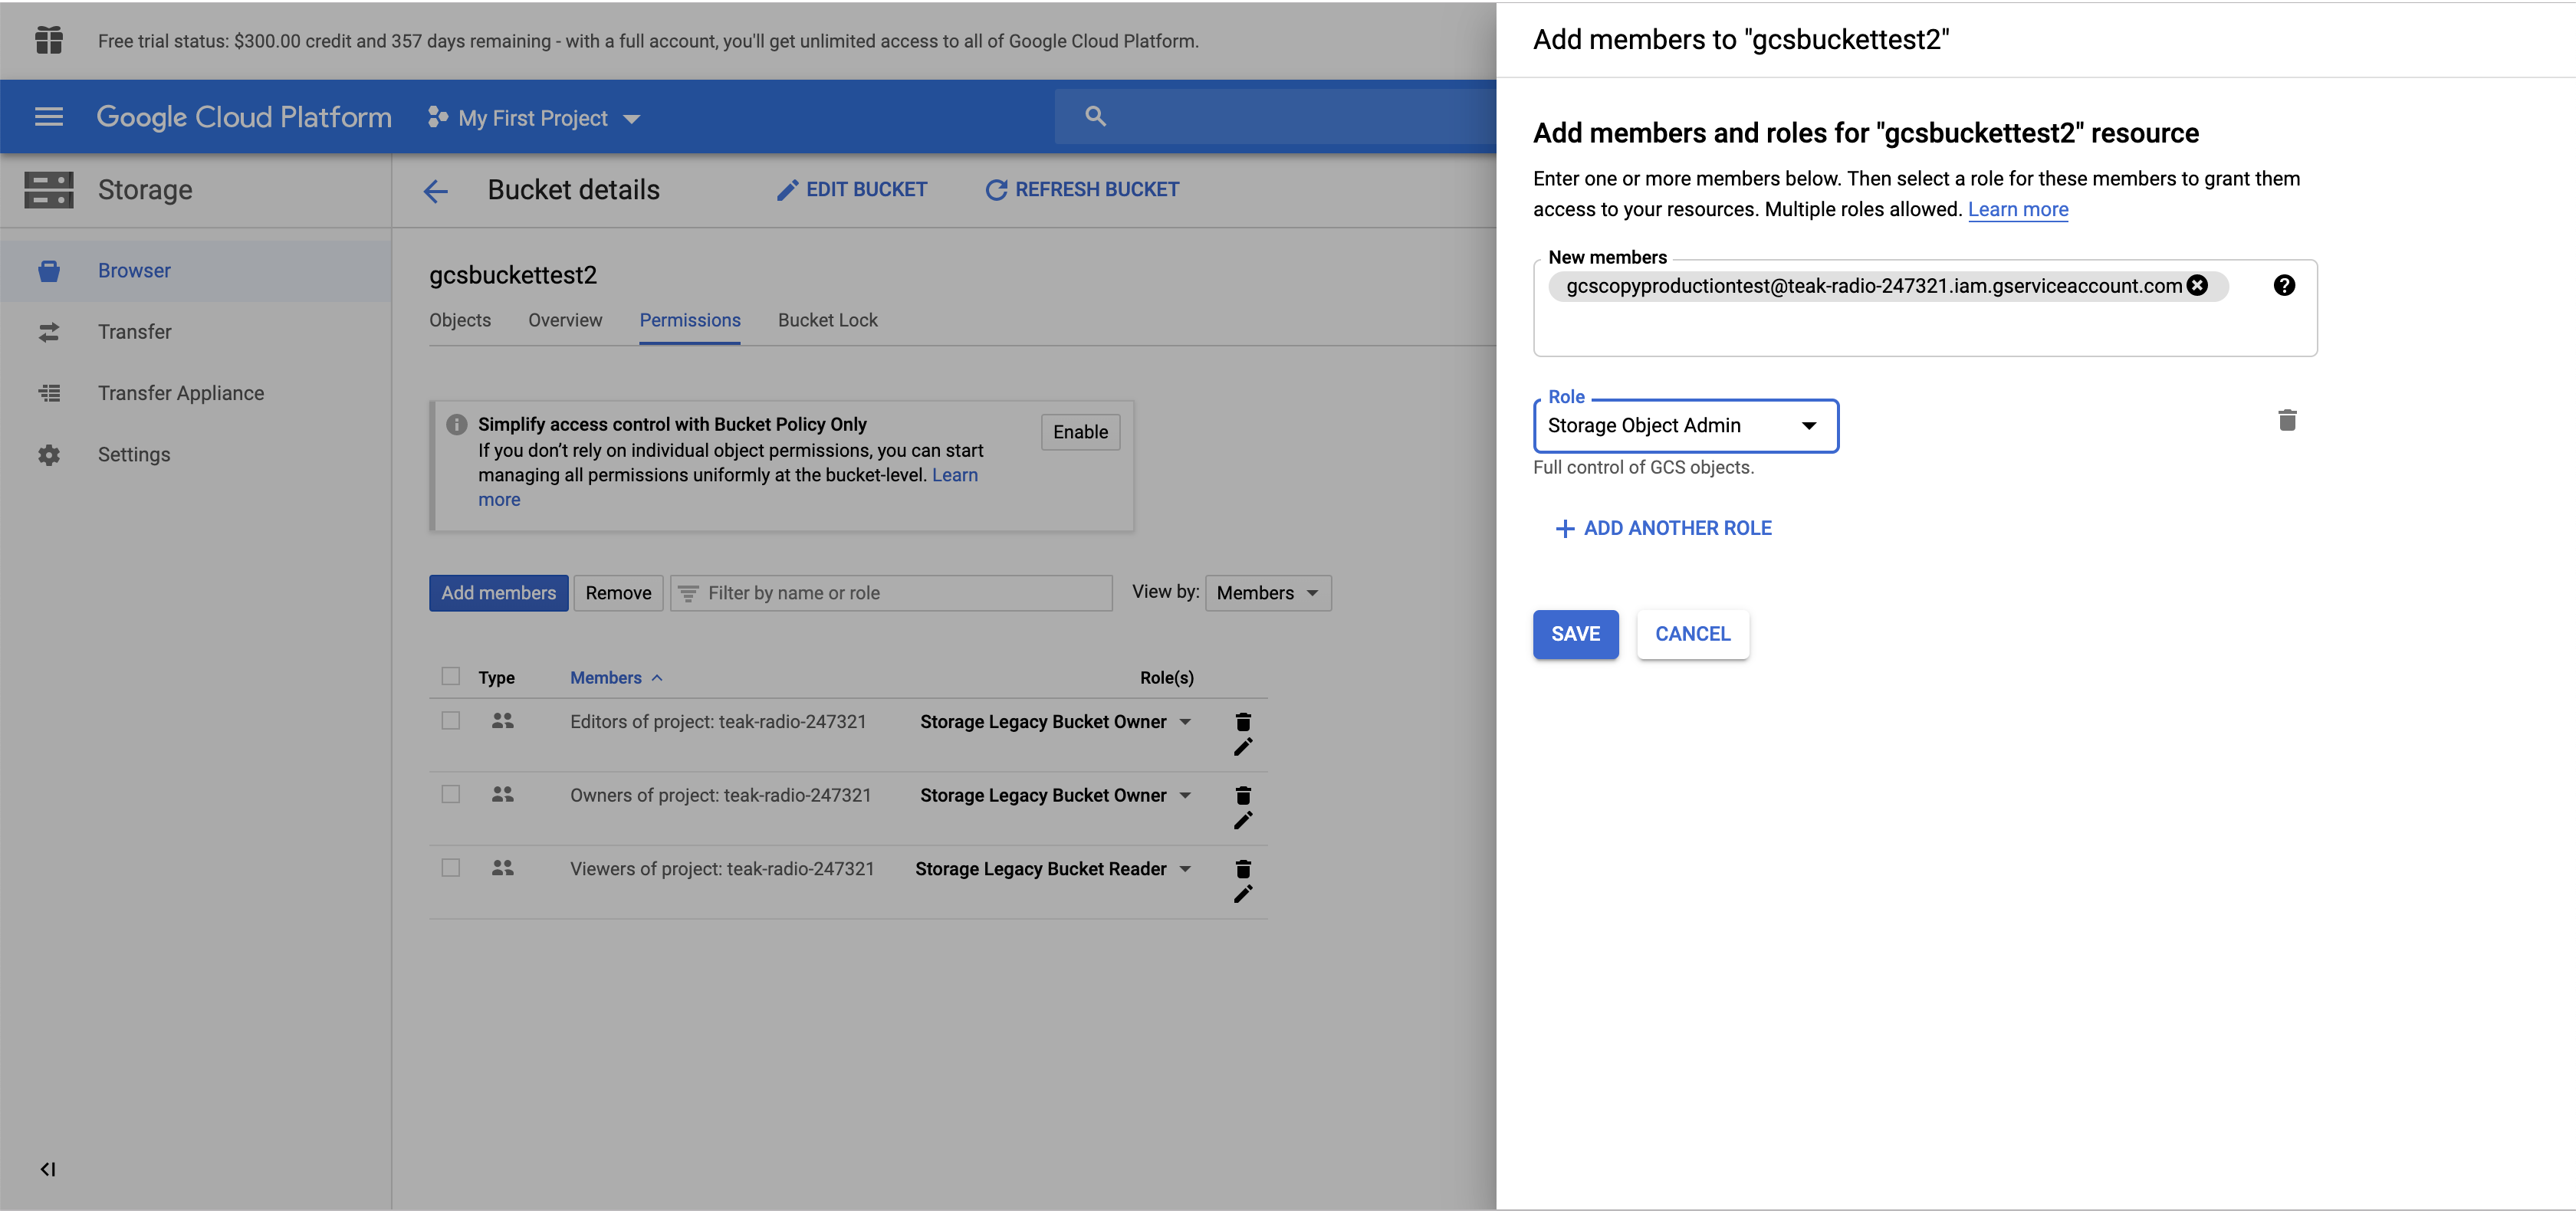 Free trial status: $300.00 credit and 357 days remaining - with a full account, you'll get unlimited access to all of Google Cloud Platform.
Google Cloud Platform
My First Project
Storage
Browser
Transfer
Transfer Appliance
Settings
Bucket details
EDIT BUCKET
REFRESH BUCKET
gcsbuckettest2
Objects
Overview
Permissions
Bucket Lock
Simplify access control with Bucket Policy Only
If you don’t rely on individual object permissions, you can start
managing all permissions uniformly at the bucket-level. Learn
more
Enable
Add members
Remove
Filter by name or role
View by:
Members
Type
Members
Role(s)
Editors of project: teak-radio-247321
Storage Legacy Bucket Owner
Owners of project: teak-radio-247321
Storage Legacy Bucket Owner
Viewers of project: teak-radio-247321
Storage Legacy Bucket Reader
Add members to "gcsbuckettest2"
Add members and roles for "gcsbuckettest2" resource
Enter one or more members below. Then select a role for these members to grant them
access to your resources. Multiple roles allowed. Learn more
New members
gcscopyproductiontest@teak-radio-247321.iam.gserviceaccount.com
Role
Storage Object Admin
Full control of GCS objects.
ADD ANOTHER ROLE
SAVE
CANCEL